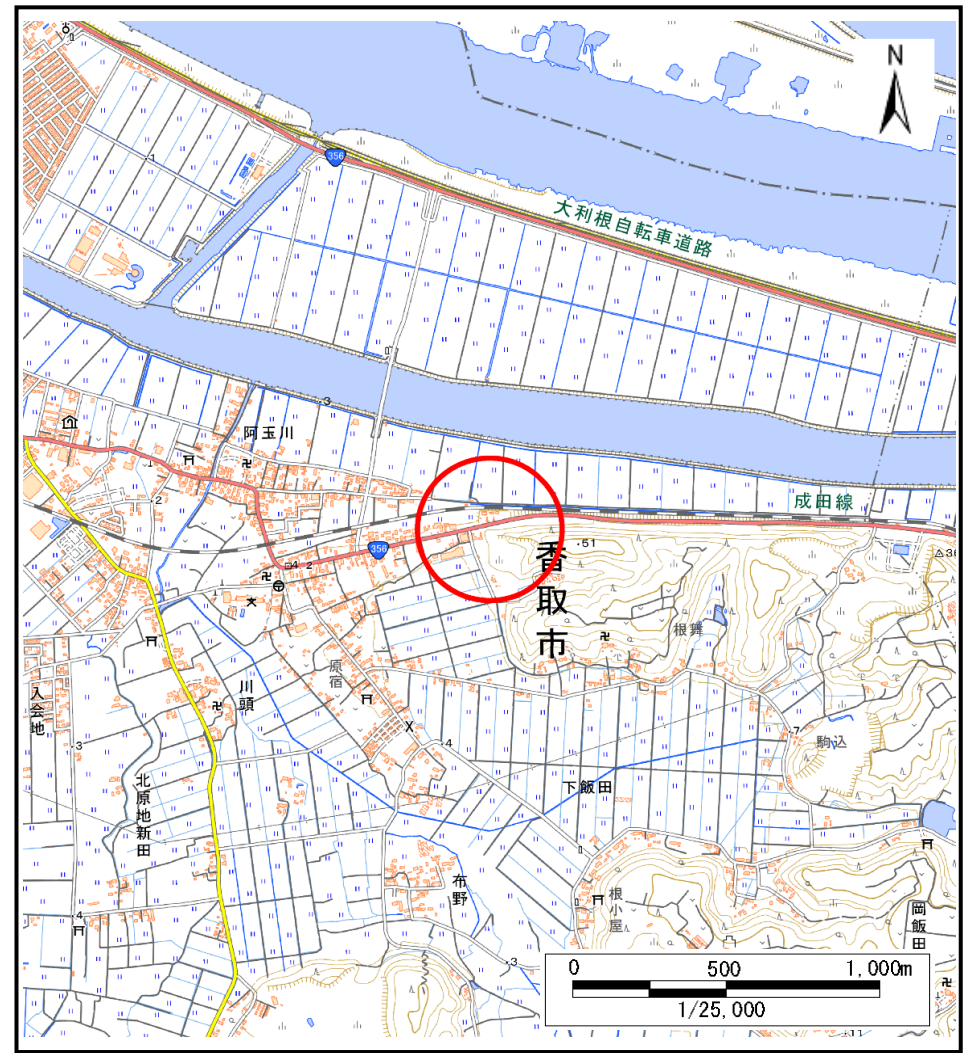 N
356
1
大利根自転車道路
3
阿玉川
成田線
1
2
356
51
4 2
香取市
36
1
根舞
原宿
川頭
入会地
3
4
7
駒込
北原地新田
下飯田
布野
4
根小屋
岡飯田
3
0 500 1,000m
1/25,000
11